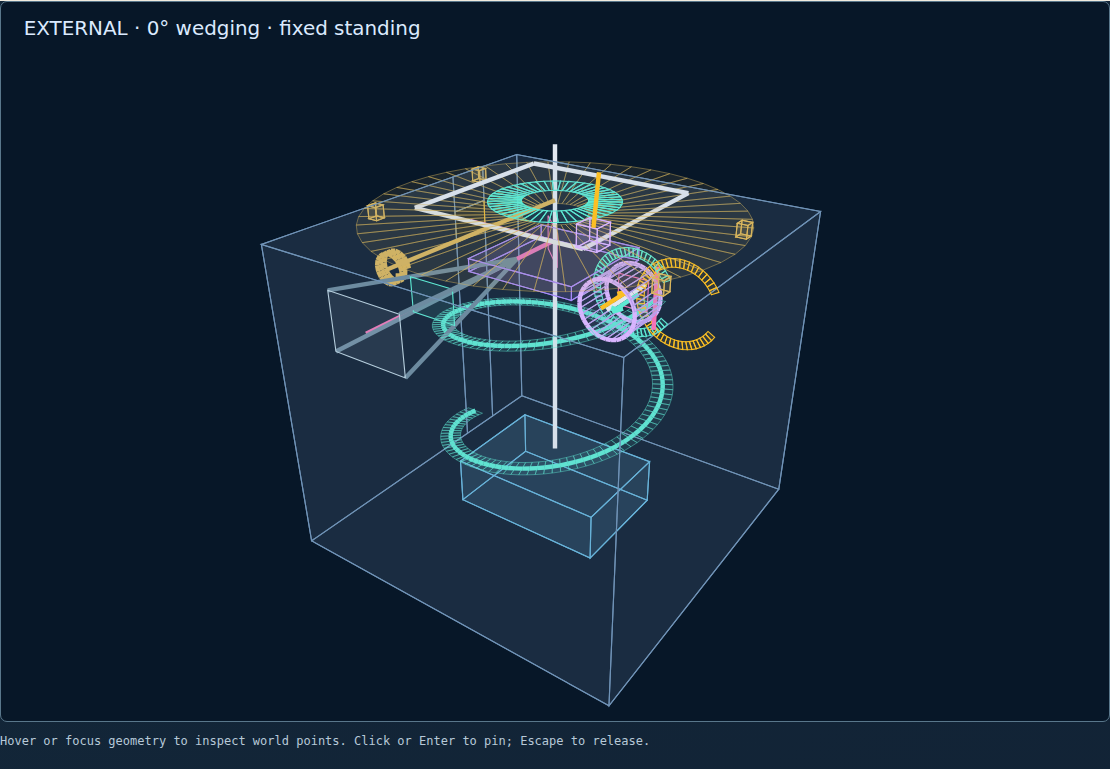 EXTERNAL · 0° wedging · fixed standing
Hover or focus geometry to inspect world points. Click or Enter to pin; Escape to release.